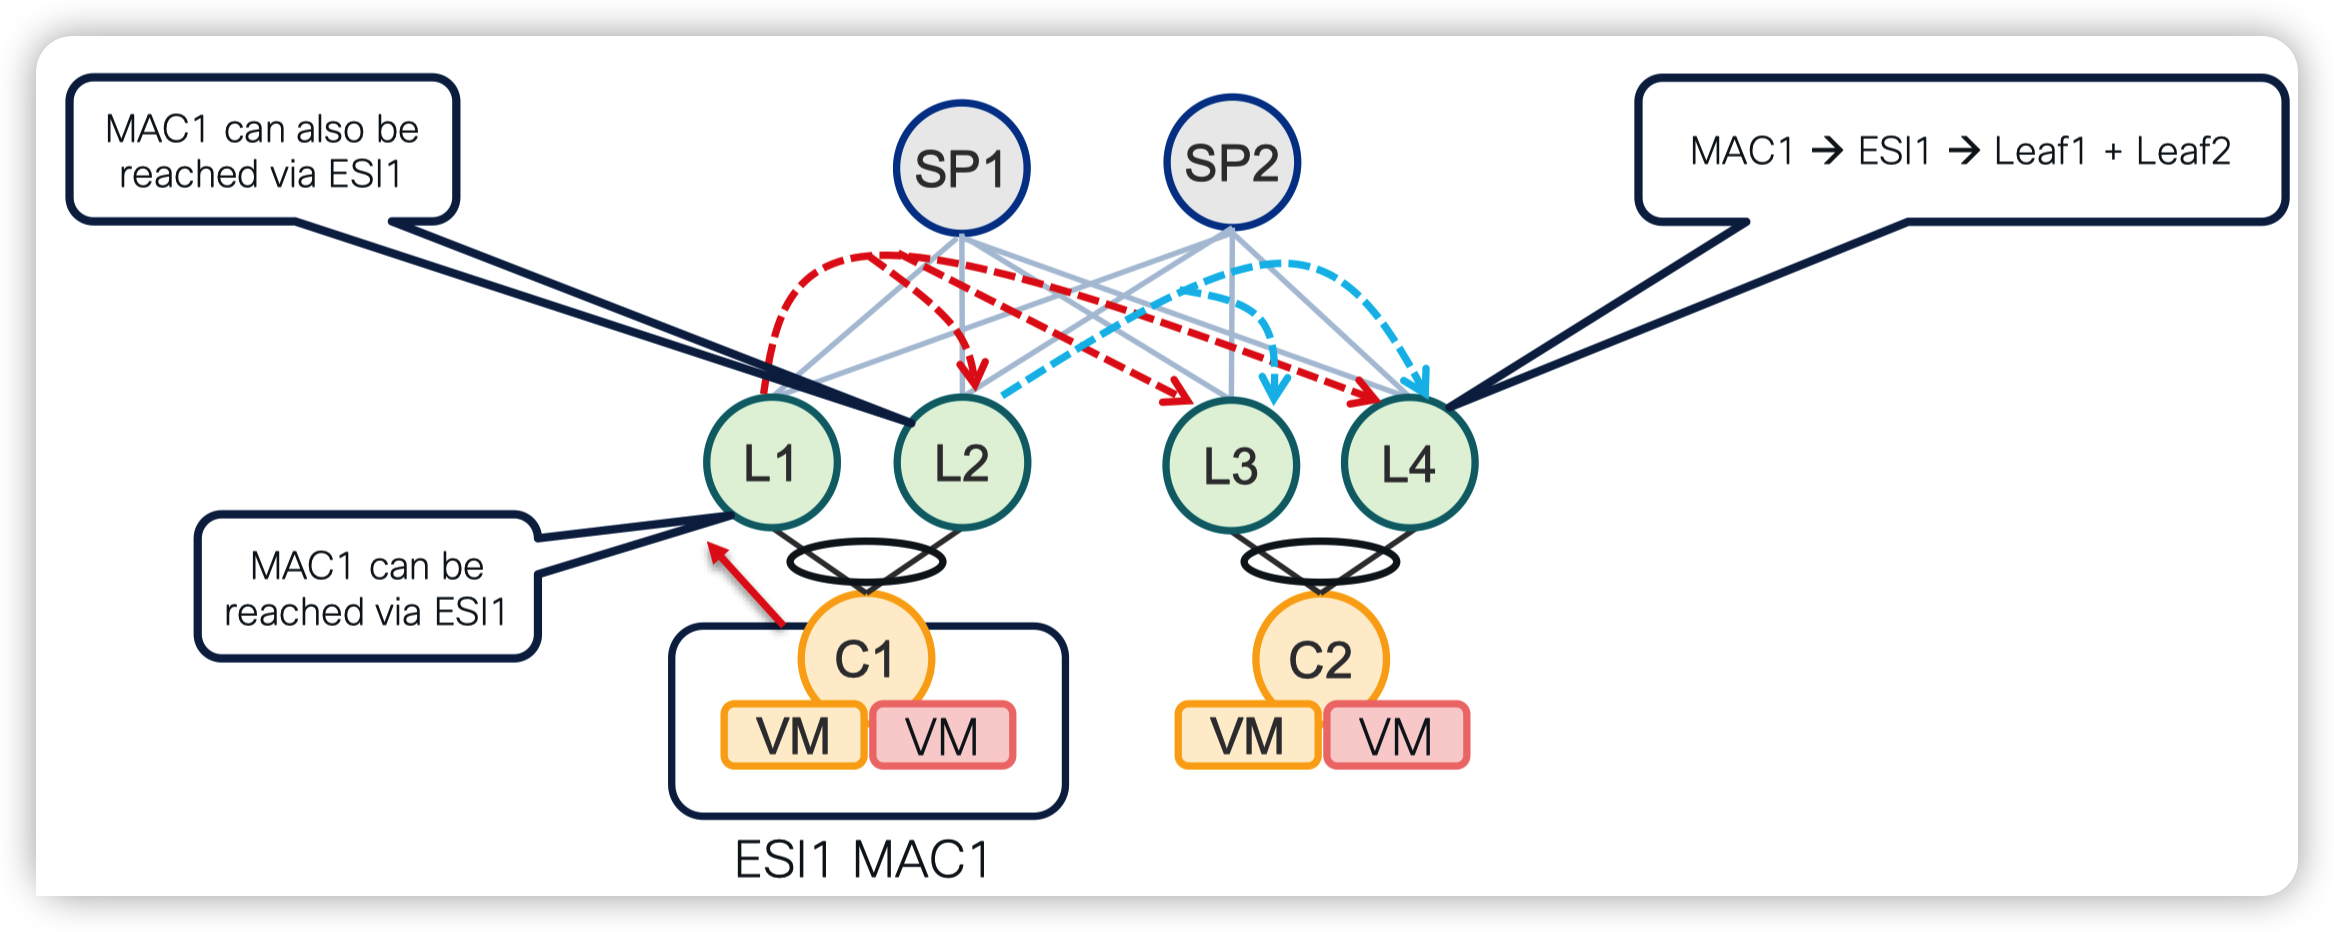 MAC1 can also be
reached via ESI1
SP1
SP2
MAC1 → ESI1 → Leaf1 + Leaf2
L1
L2
L3
L4
MAC1 can be
reached via ESI1
C1
VM
VM
C2
VM
VM
ESI1 MAC1